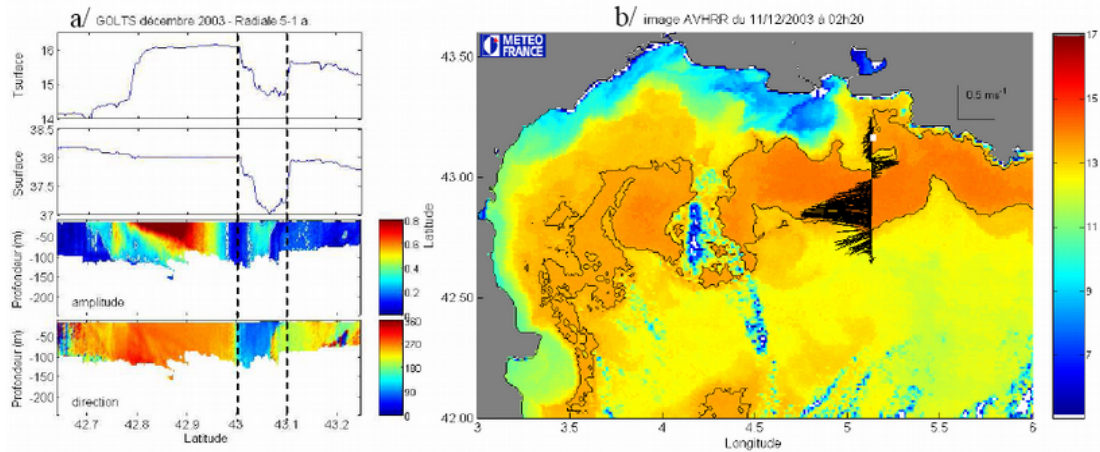 a/ GOLTS décembre 2003 - Radiale 5-1 a.
Tsurface
16
15
14
Ssurface
38.5
38
37.5
37
Profondeur (m)
-50
-100
-150
-200
amplitude
0.8
0.6
0.4
0.2
0
Latitude
Profondeur (m)
-50
-100
-150
-200
direction
360
270
180
90
0
42.7 42.8 42.9 43 43.1 43.2
Latitude
b/ image AVHRR du 11/12/2003 à 02h20
METEO
FRANCE
0.5 ms-1
43.50
43.00
42.50
42.00
3 3.5 4 4.5 5 5.5 6
Longitude
17
15
13
11
9
7